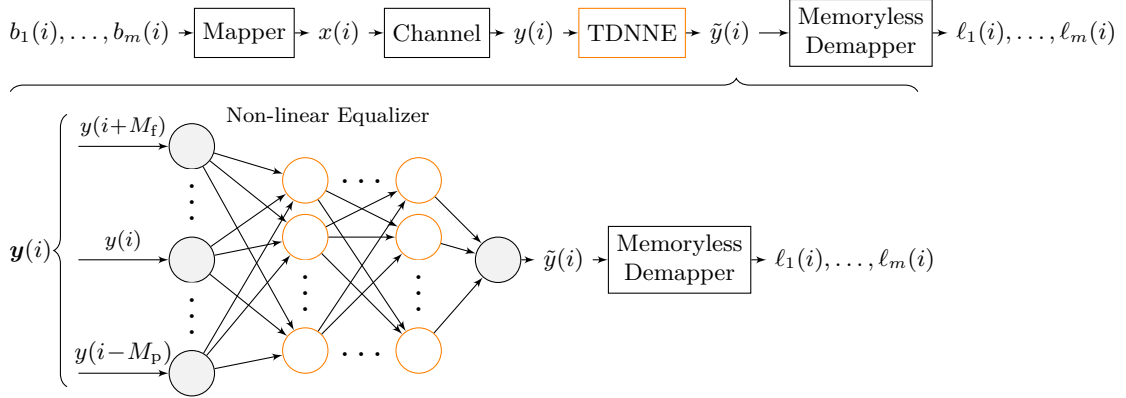 b₁(i), …, bₘ(i) Mapper x(i) Channel y(i) TDNNE ỹ(i) Memoryless Demapper ℓ₁(i), …, ℓₘ(i)
Non-linear Equalizer
y(i+M_f)
y(i)
y(i−M_p)
𝒚(i)
ỹ(i)
Memoryless
Demapper
ℓ₁(i), …, ℓₘ(i)